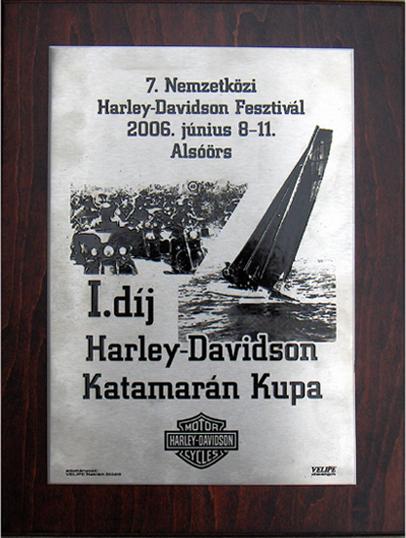 7. Nemzetközi
Harley-Davidson Fesztivál
2006. június 8-11.
Alsóörs
I.díj
Harley-Davidson
Katamarán Kupa
MOTOR
HARLEY-DAVIDSON
CYCLES
VELIPE